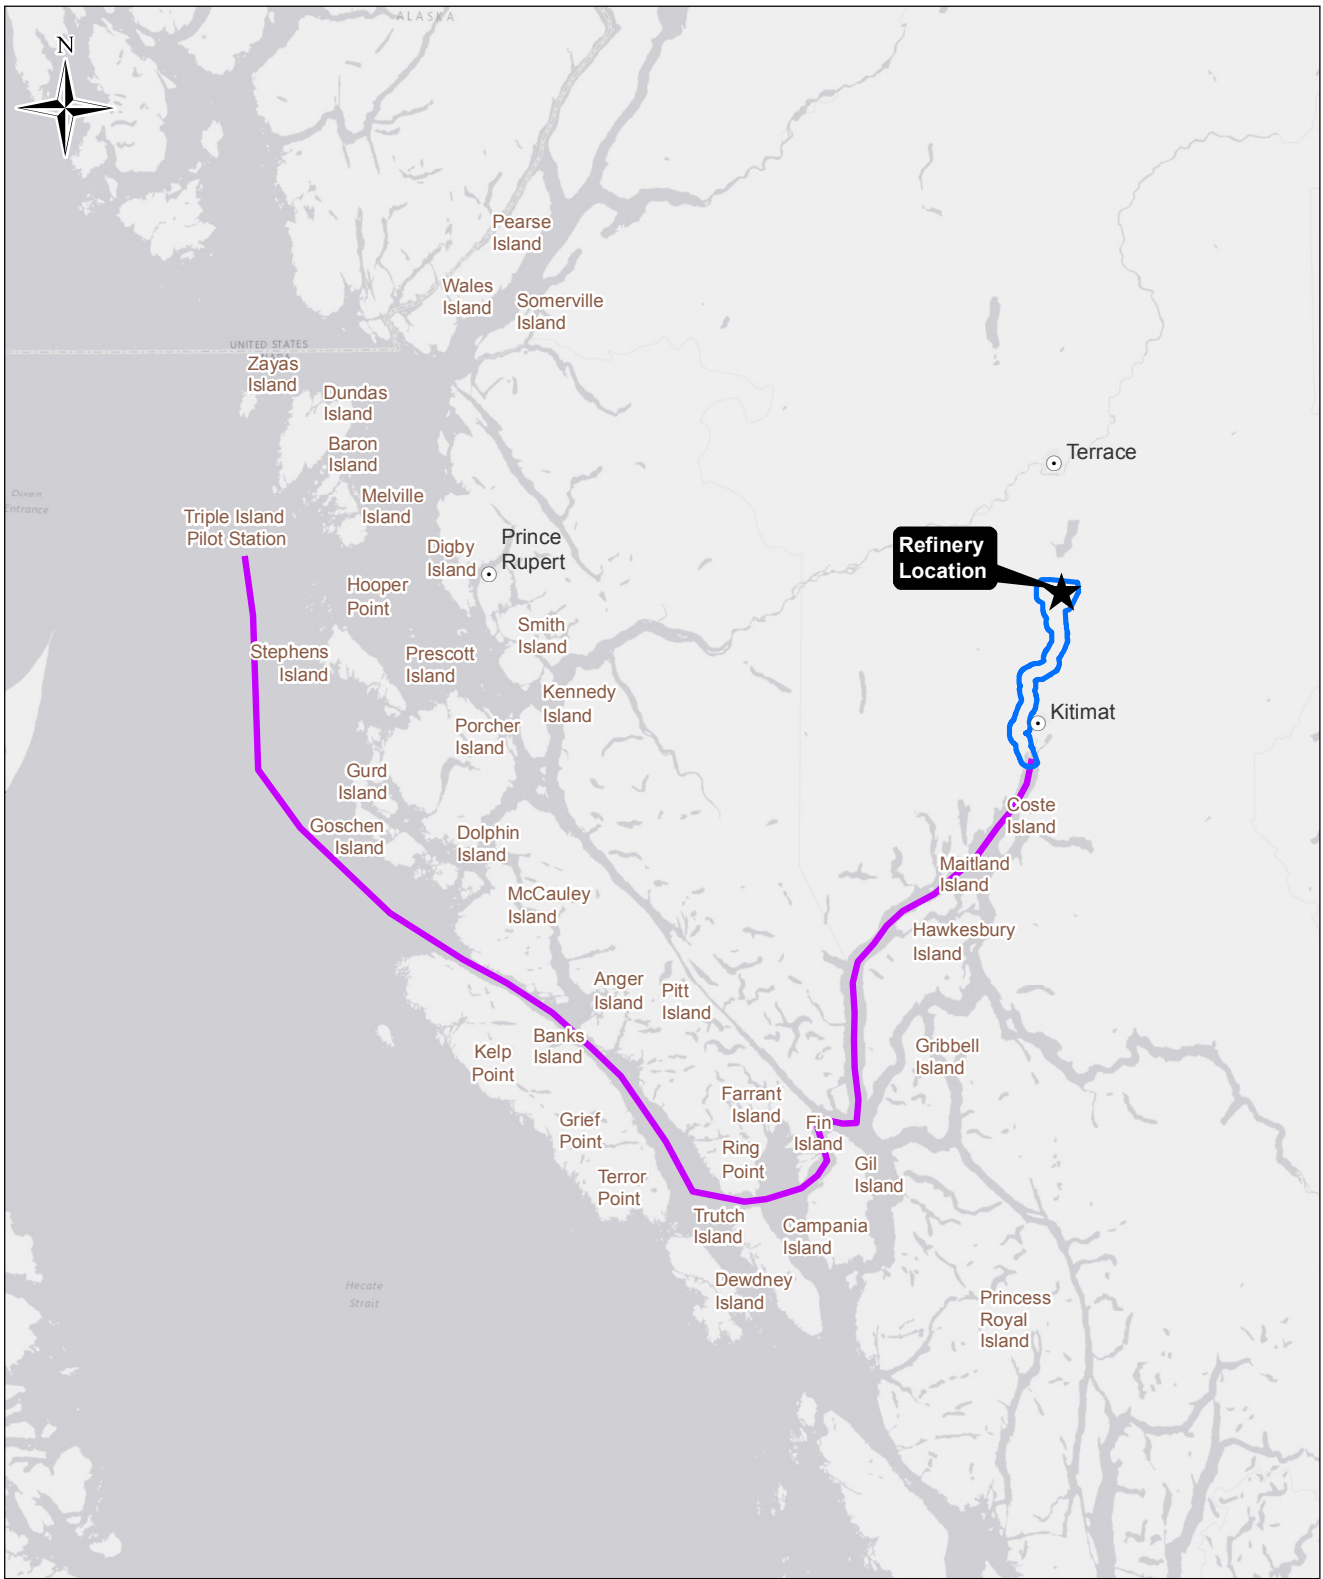 ALASKA
N
Pearse
Island
Wales
Island
Somerville
Island
UNITED STATES
Zayas
Island
Dundas
Island
Baron
Island
Terrace
Dixon
Entrance
Melville
Island
Triple Island
Pilot Station
Digby
Island
Prince
Rupert
Refinery
Location
Hooper
Point
Smith
Island
Stephens
Island
Prescott
Island
Kennedy
Island
Porcher
Island
Kitimat
Gurd
Island
Coste
Island
Goschen
Island
Dolphin
Island
Maitland
Island
McCauley
Island
Hawkesbury
Island
Anger
Island
Pitt
Island
Banks
Island
Kelp
Point
Gribbell
Island
Farrant
Island
Grief
Point
Fin
Island
Ring
Point
Gil
Island
Terror
Point
Trutch
Island
Campania
Island
Dewdney
Island
Hecate
Strait
Princess
Royal
Island